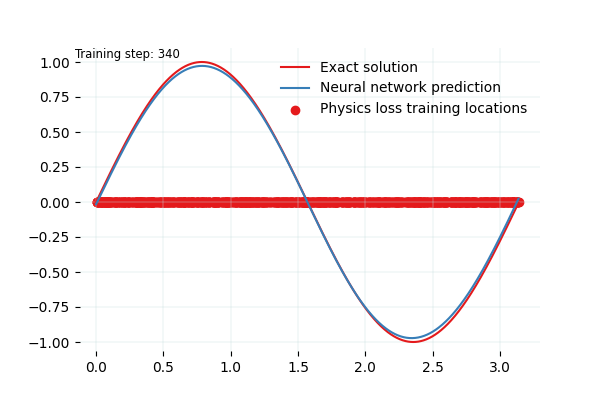 Training step: 340
Exact solution
Neural network prediction
Physics loss training locations
1.00
0.75
0.50
0.25
0.00
−0.25
−0.50
−0.75
−1.00
0.0 0.5 1.0 1.5 2.0 2.5 3.0